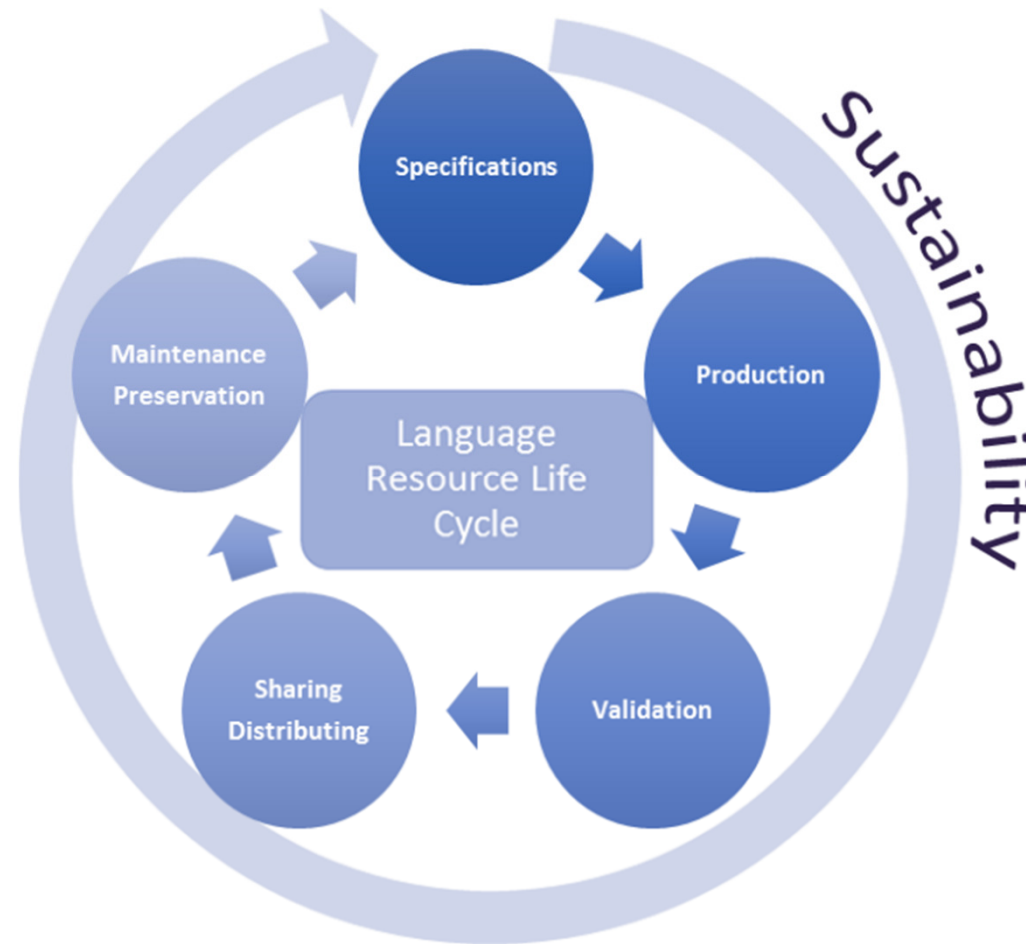 Sustainability
Specifications
Production
Validation
Sharing
Distributing
Maintenance
Preservation
Language
Resource Life
Cycle